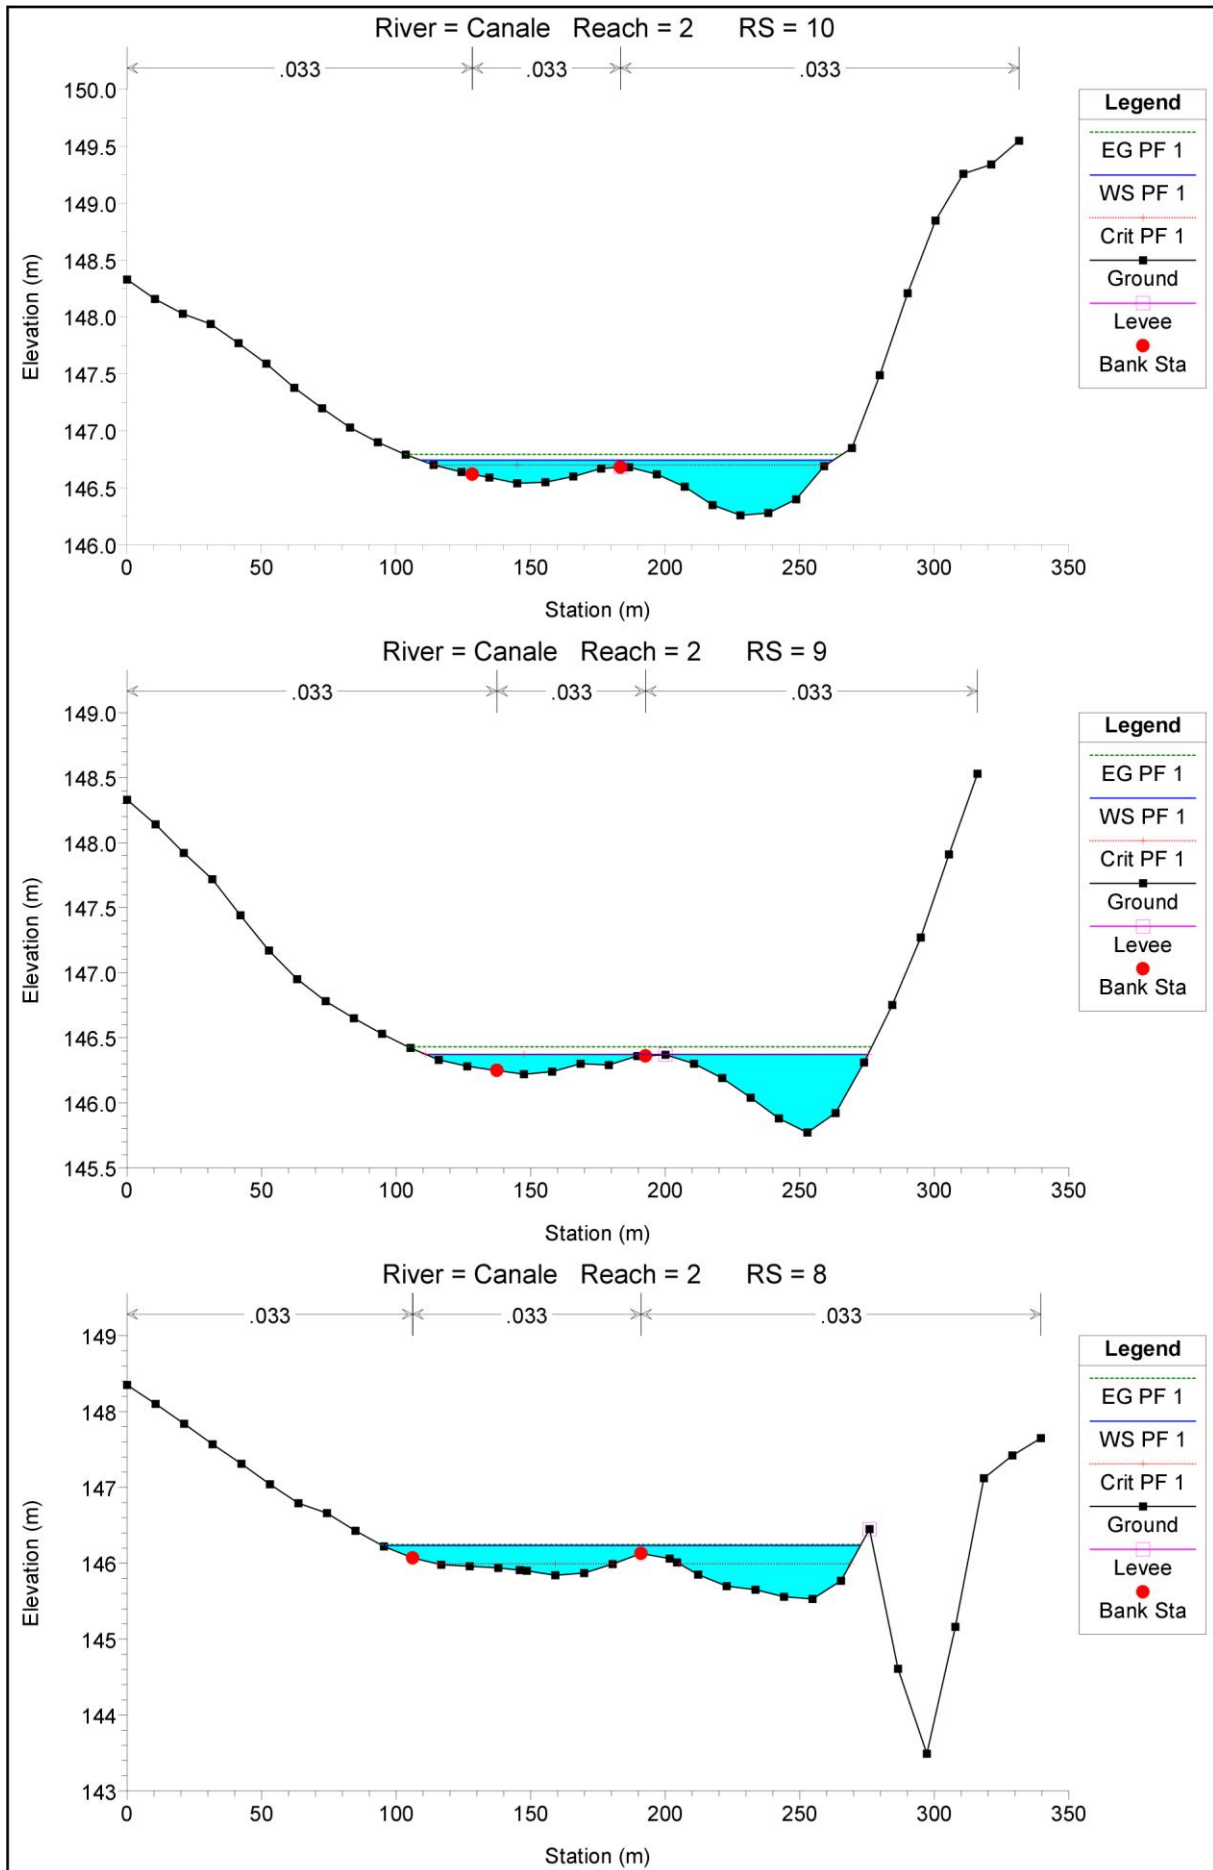 River = Canale   Reach = 2   RS = 10
.033   .033   .033
150.0
149.5
149.0
148.5
148.0
147.5
147.0
146.5
146.0
Elevation (m)
0   50   100   150   200   250   300   350
Station (m)
Legend
EG PF 1
WS PF 1
Crit PF 1
Ground
Levee
Bank Sta
River = Canale   Reach = 2   RS = 9
.033   .033   .033
149.0
148.5
148.0
147.5
147.0
146.5
146.0
145.5
Elevation (m)
0   50   100   150   200   250   300   350
Station (m)
Legend
EG PF 1
WS PF 1
Crit PF 1
Ground
Levee
Bank Sta
River = Canale   Reach = 2   RS = 8
.033   .033   .033
149
148
147
146
145
144
143
Elevation (m)
0   50   100   150   200   250   300   350
Station (m)
Legend
EG PF 1
WS PF 1
Crit PF 1
Ground
Levee
Bank Sta